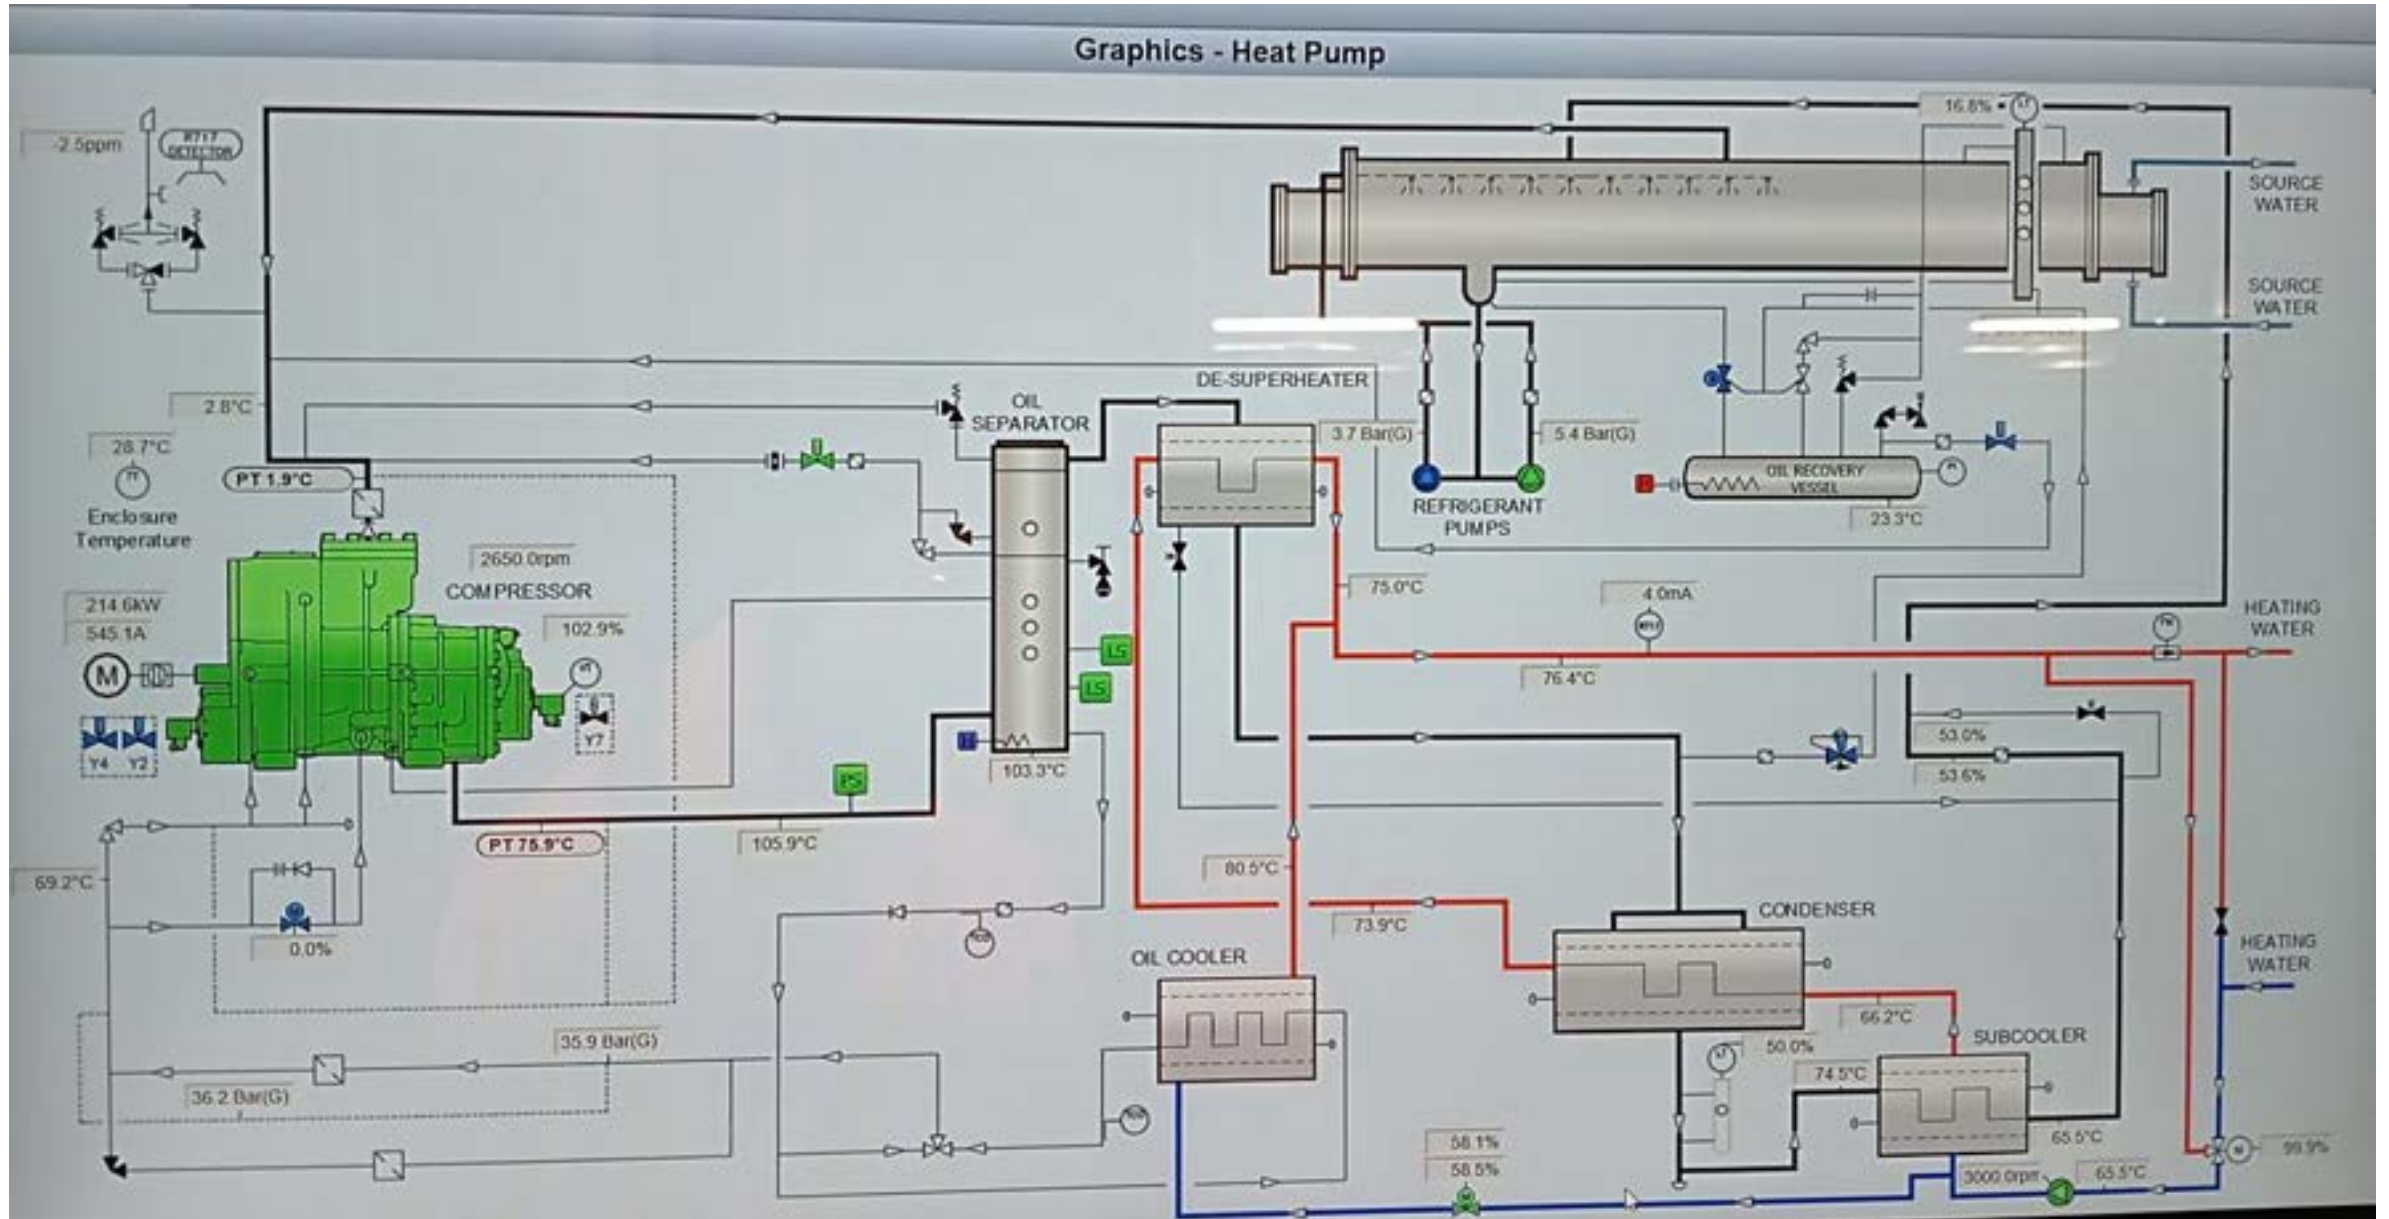 Graphics - Heat Pump
-2.5ppm
R717
DETECTOR
16.8%
SOURCE
WATER
SOURCE
WATER
2.8°C
28.7°C
TT
Enclosure
Temperature
PT 1.9°C
OIL
SEPARATOR
DE-SUPERHEATER
3.7 Bar(G)
5.4 Bar(G)
REFRIGERANT
PUMPS
OIL RECOVERY
VESSEL
23.3°C
2650.0rpm
COMPRESSOR
214.6kW
545.1A
102.9%
M
Y4 Y2
Y7
LS
LS
75.0°C
4.0mA
76.4°C
HEATING
WATER
53.0%
53.6%
103.3°C
PS
PT 75.9°C
105.9°C
69.2°C
0.0%
80.5°C
73.9°C
CONDENSER
OIL COOLER
HEATING
WATER
66.2°C
SUBCOOLER
50.0%
74.5°C
35.9 Bar(G)
36.2 Bar(G)
65.5°C
58.1%
58.5%
3000.0rpm
65.5°C
99.9%